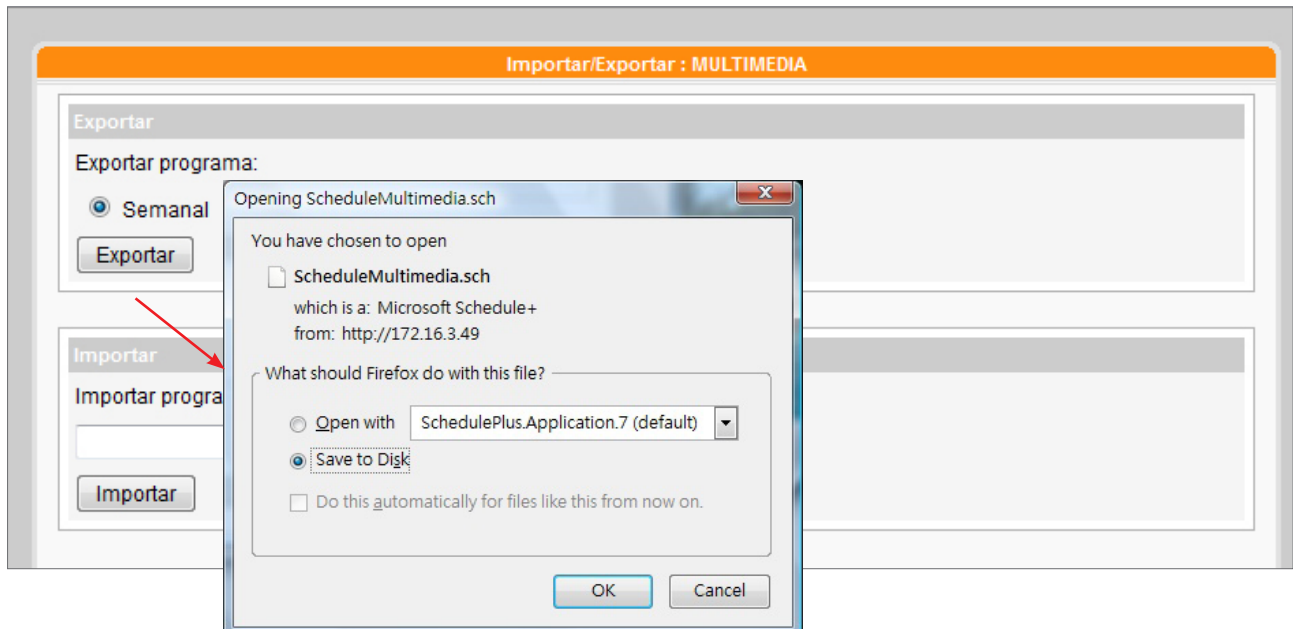 Importar/Exportar : MULTIMEDIA
Exportar
Exportar programa:
Semanal
Exportar
Importar
Importar progra
Importar
Opening ScheduleMultimedia.sch
You have chosen to open
ScheduleMultimedia.sch
which is a: Microsoft Schedule+
from: http://172.16.3.49
What should Firefox do with this file?
Open with SchedulePlus.Application.7 (default)
Save to Disk
Do this automatically for files like this from now on.
OK Cancel